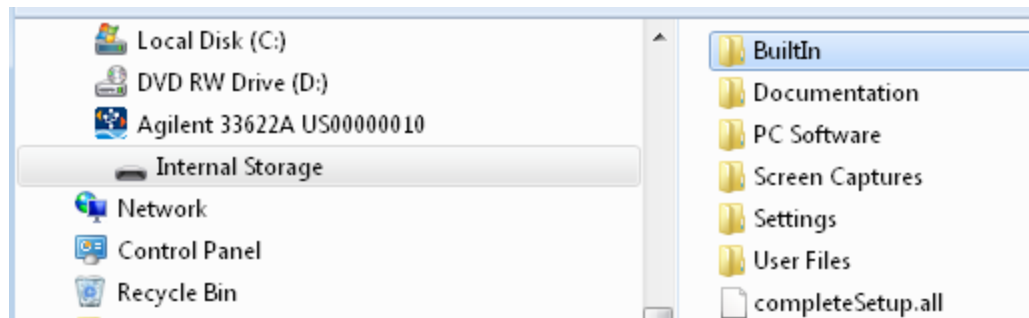 Local Disk (C:)
DVD RW Drive (D:)
Agilent 33622A US00000010
Internal Storage
Network
Control Panel
Recycle Bin
BuiltIn
Documentation
PC Software
Screen Captures
Settings
User Files
completeSetup.all